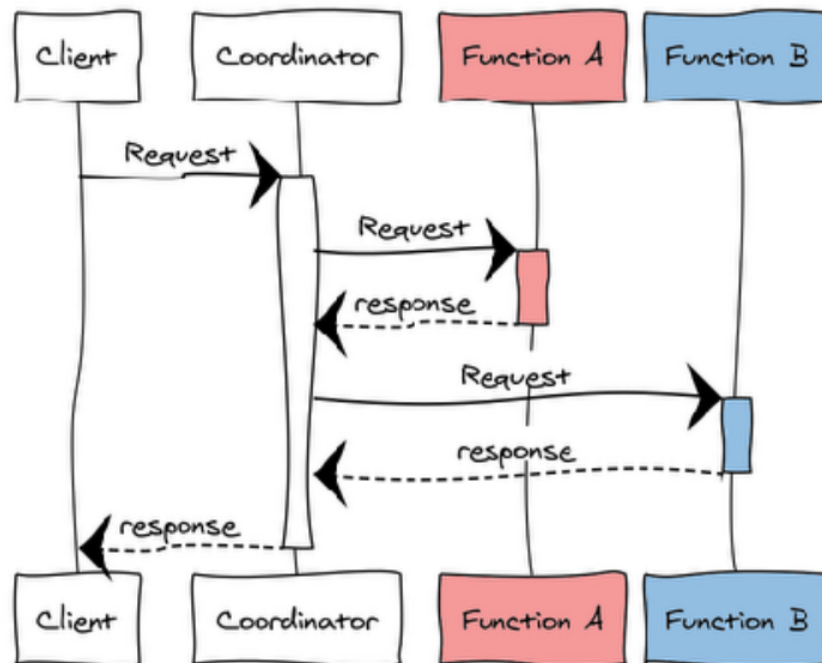 Client Coordinator Function A Function B
Request
Request
response
Request
response
response
Client Coordinator Function A Function B